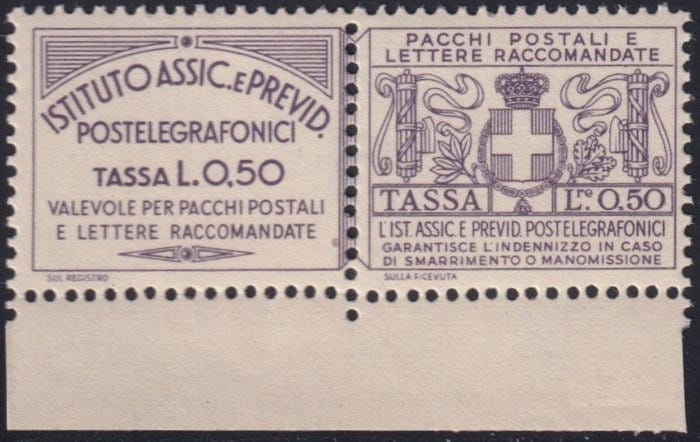 ISTITUTO ASSIC. E PREVID.
POSTELEGRAFONICI
TASSA L. 0,50
VALEVOLE PER PACCHI POSTALI
E LETTERE RACCOMANDATE
SUL REGISTRO
PACCHI POSTALI E
LETTERE RACCOMANDATE
TASSA L.re 0.50
L'IST. ASSIC. E PREVID. POSTELEGRAFONICI
GARANTISCE L'INDENNIZZO IN CASO
DI SMARRIMENTO O MANOMISSIONE
SULLA RICEVUTA